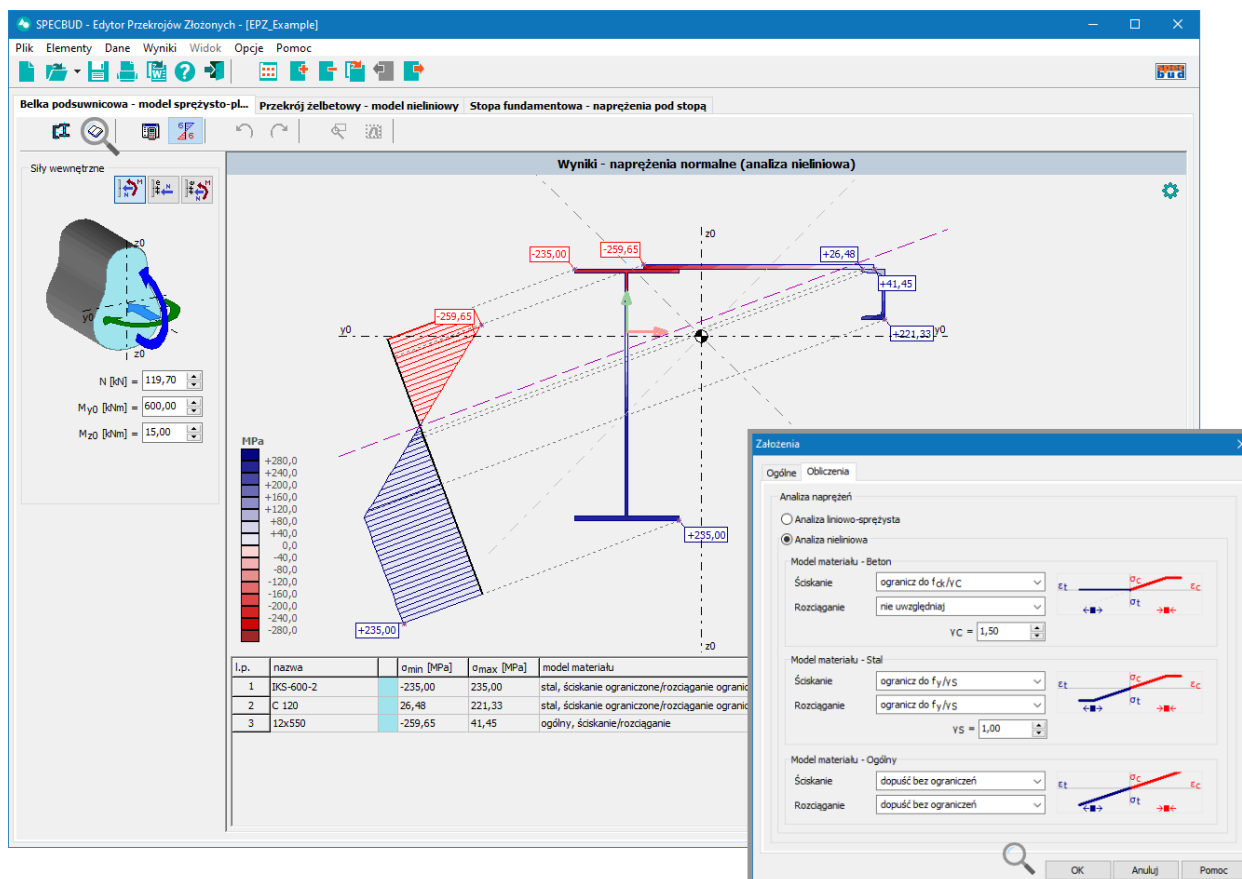 SPECBUD - Edytor Przekrojów Złożonych - [EPZ_Example]
Plik Elementy Dane Wyniki Widok Opcje Pomoc
spec bud
Belka podsuwnicowa - model sprężysto-pl... Przekrój żelbetowy - model nieliniowy Stopa fundamentowa - naprężenia pod stopą
Siły wewnętrzne
z0
y0
z0
N [kN] = 119,70
My0 [kNm] = 600,00
Mz0 [kNm] = 15,00
Wyniki - naprężenia normalne (analiza nieliniowa)
z0
-235,00
-259,65
+26,48
+41,45
-259,65
y0
+221,33
y0
+235,00
+235,00
z0
MPa
+280,0
+240,0
+200,0
+160,0
+120,0
+80,0
+40,0
0,0
-40,0
-80,0
-120,0
-160,0
-200,0
-240,0
-280,0
l.p. nazwa σmin [MPa] σmax [MPa] model materiału
1 IKS-600-2 -235,00 235,00 stal, ściskanie ograniczone/rozciąganie ogranic
2 C 120 26,48 221,33 stal, ściskanie ograniczone/rozciąganie ogranic
3 12x550 -259,65 41,45 ogólny, ściskanie/rozciąganie
Założenia
Ogólne Obliczenia
Analiza naprężeń
Analiza liniowo-sprężysta
Analiza nieliniowa
Model materiału - Beton
Ściskanie ogranicz do fck/γC
Rozciąganie nie uwzględniaj
γC = 1,50
εt σc εc
σt
Model materiału - Stal
Ściskanie ogranicz do fy/γS
Rozciąganie ogranicz do fy/γS
γS = 1,00
εt σc εc
σt
Model materiału - Ogólny
Ściskanie dopuść bez ograniczeń
Rozciąganie dopuść bez ograniczeń
εt σc εc
σt
OK Anuluj Pomoc